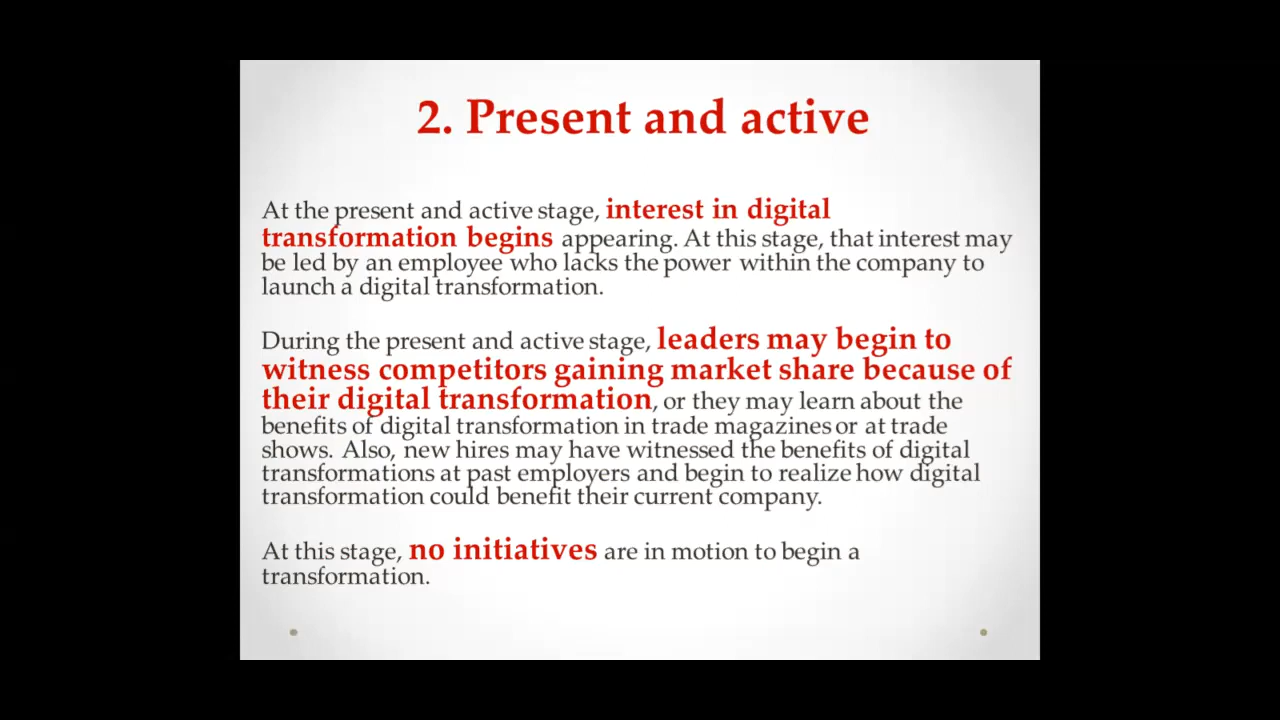 2. Present and active
At the present and active stage, interest in digital
transformation begins appearing. At this stage, that interest may
be led by an employee who lacks the power within the company to
launch a digital transformation.
During the present and active stage, leaders may begin to
witness competitors gaining market share because of
their digital transformation, or they may learn about the
benefits of digital transformation in trade magazines or at trade
shows. Also, new hires may have witnessed the benefits of digital
transformations at past employers and begin to realize how digital
transformation could benefit their current company.
At this stage, no initiatives are in motion to begin a
transformation.